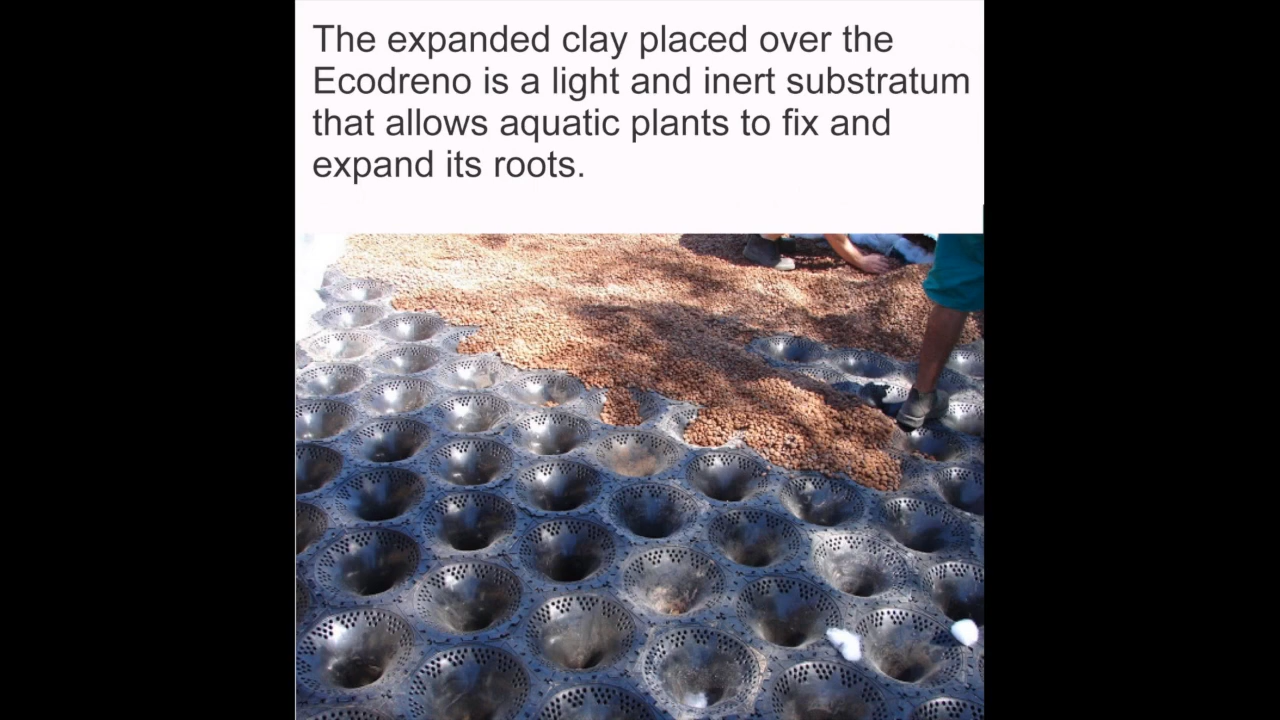 The expanded clay placed over the
Ecodreno is a light and inert substratum
that allows aquatic plants to fix and
expand its roots.